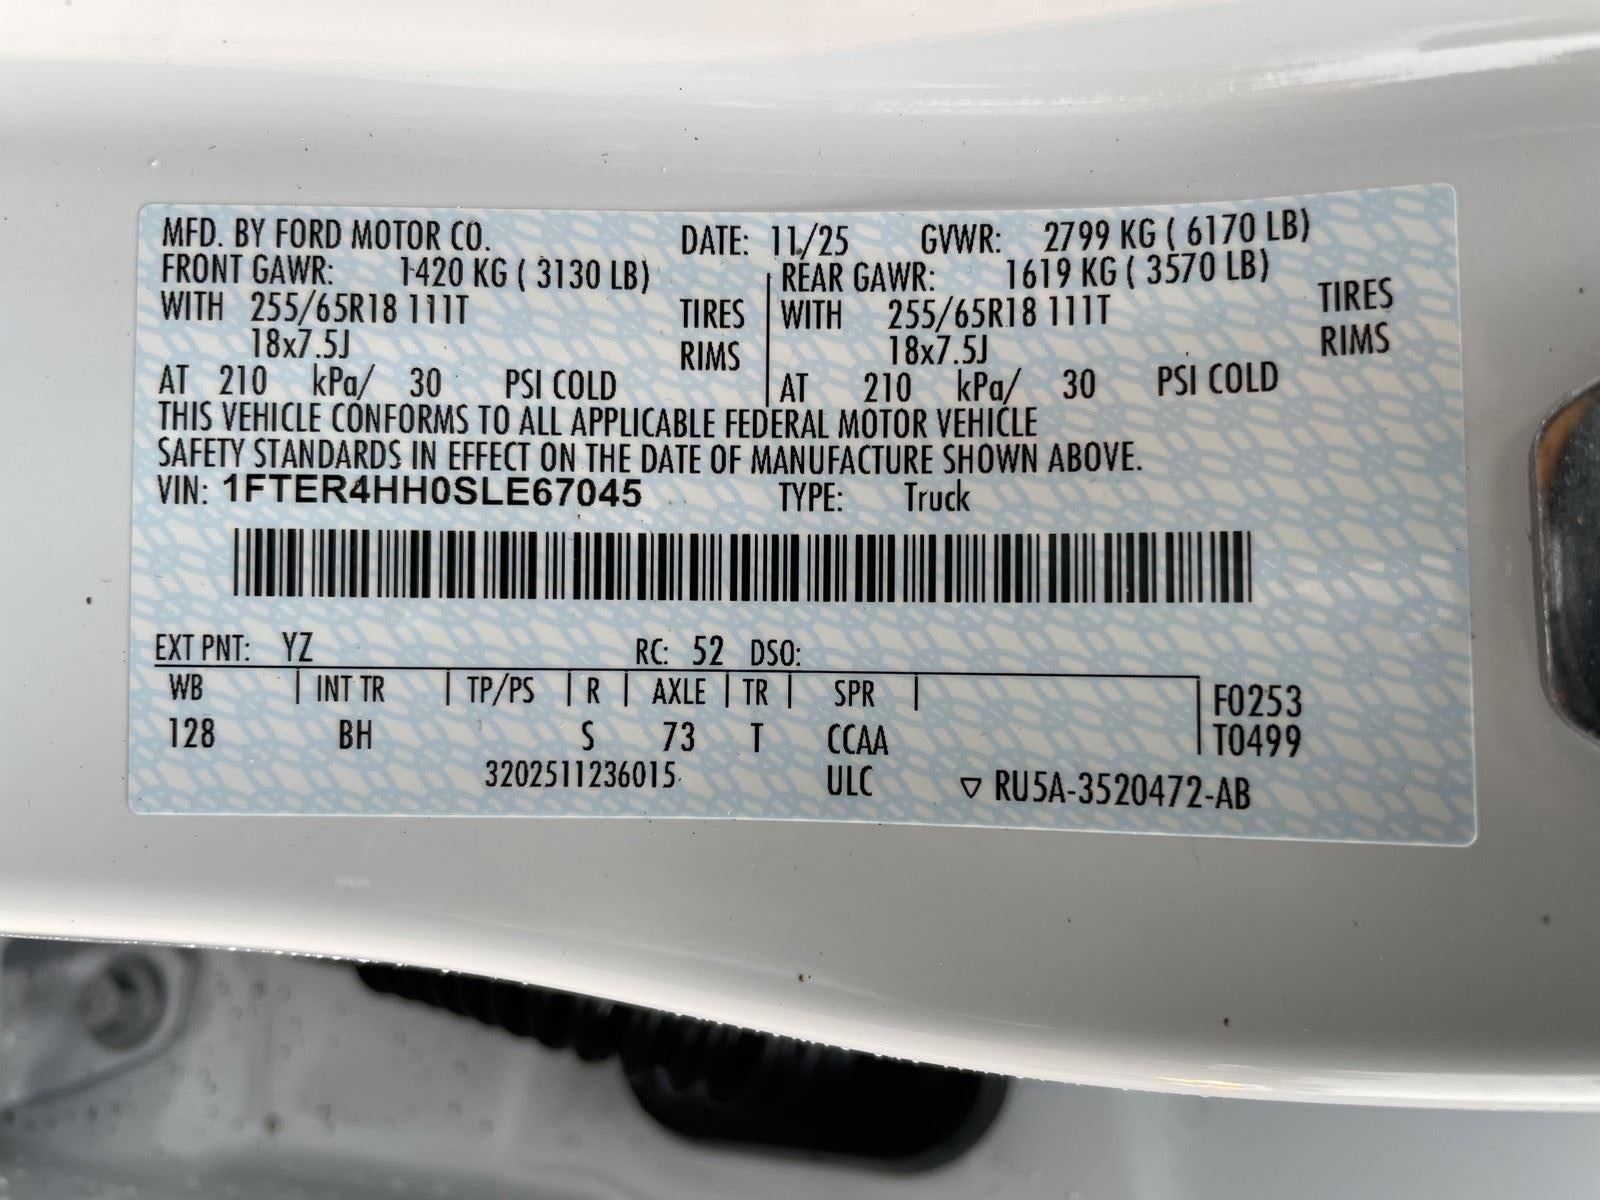 MFD. BY FORD MOTOR CO. DATE: 11/25 GVWR: 2799 KG ( 6170 LB)
FRONT GAWR: 1420 KG ( 3130 LB) REAR GAWR: 1619 KG ( 3570 LB)
WITH 255/65R18 111T TIRES WITH 255/65R18 111T TIRES
18x7.5J RIMS 18x7.5J RIMS
AT 210 kPa/ 30 PSI COLD AT 210 kPa/ 30 PSI COLD
THIS VEHICLE CONFORMS TO ALL APPLICABLE FEDERAL MOTOR VEHICLE
SAFETY STANDARDS IN EFFECT ON THE DATE OF MANUFACTURE SHOWN ABOVE.
VIN: 1FTER4HH0SLE67045 TYPE: Truck
EXT PNT: YZ RC: 52 DSO:
WB INT TR TP/PS R AXLE TR SPR F0253
128 BH S 73 T CCAA T0499
3202511236015 ULC ▽ RU5A-3520472-AB